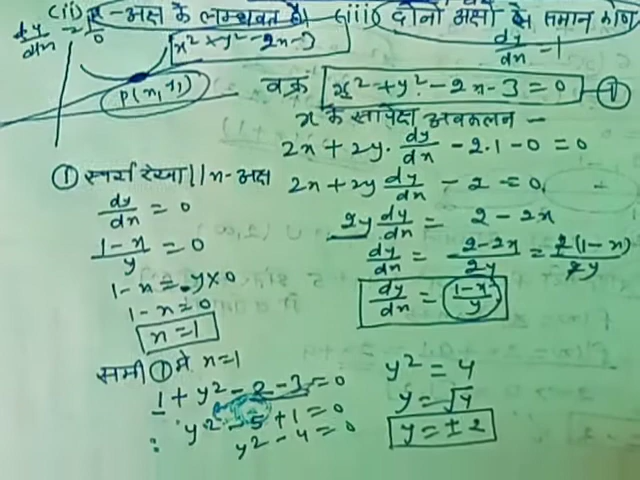 (ii) x-अक्ष के लम्बवत हो (iii) दोनों अक्षों से समान कोण
dy/dx = 1/0
dy/dx = 1
x² + y² - 2x - 3
P(x, y)
वक्र x² + y² - 2x - 3 = 0 — ①
x के सापेक्ष अवकलन —
2x + 2y · dy/dx - 2·1 - 0 = 0
① स्पर्श रेखा || x-अक्ष
2x + 2y dy/dx - 2 = 0
dy/dx = 0
2y dy/dx = 2 - 2x
1-x/y = 0
dy/dx = 2-2x/2y = 2(1-x)/2y
1 - x = y×0
dy/dx = 1-x/y
1 - x = 0
x = 1
समी ① में x=1
1 + y² - 2 - 3 = 0
y² - 5 + 1 = 0
y² - 4 = 0
y² = 4
y = √4
y = ± 2